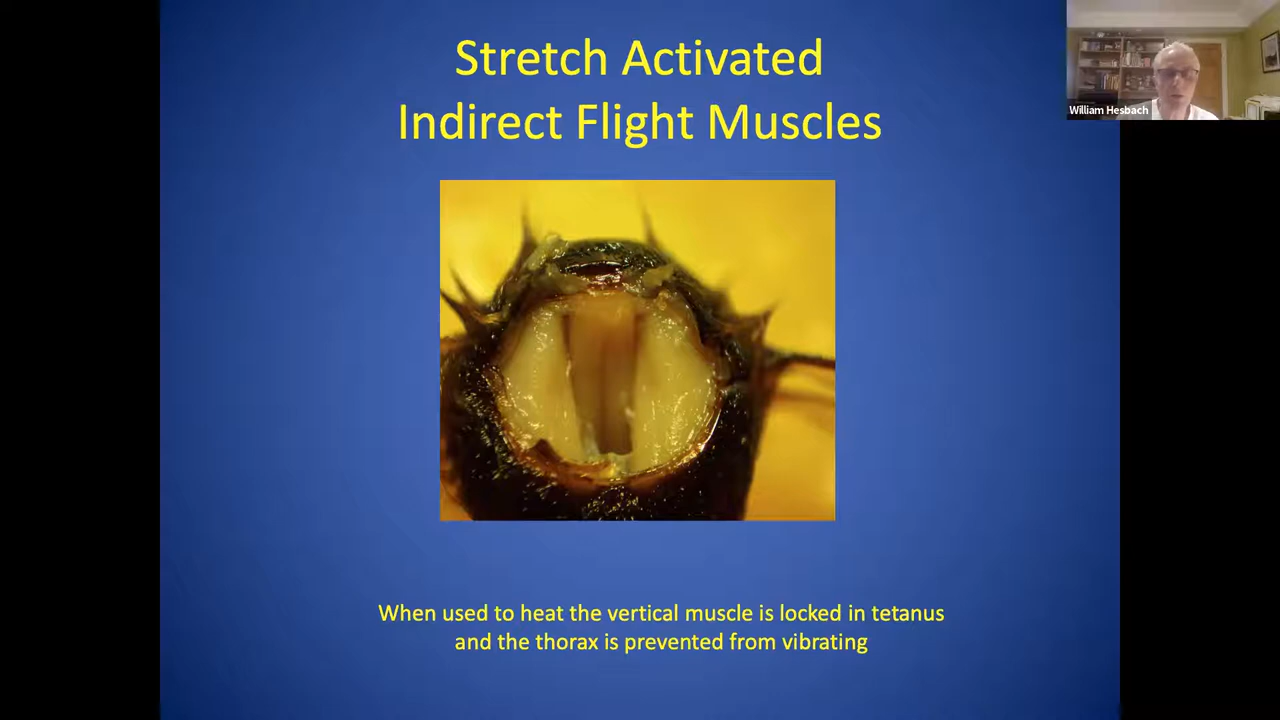 Stretch Activated
Indirect Flight Muscles
William Hesbach
When used to heat the vertical muscle is locked in tetanus
and the thorax is prevented from vibrating